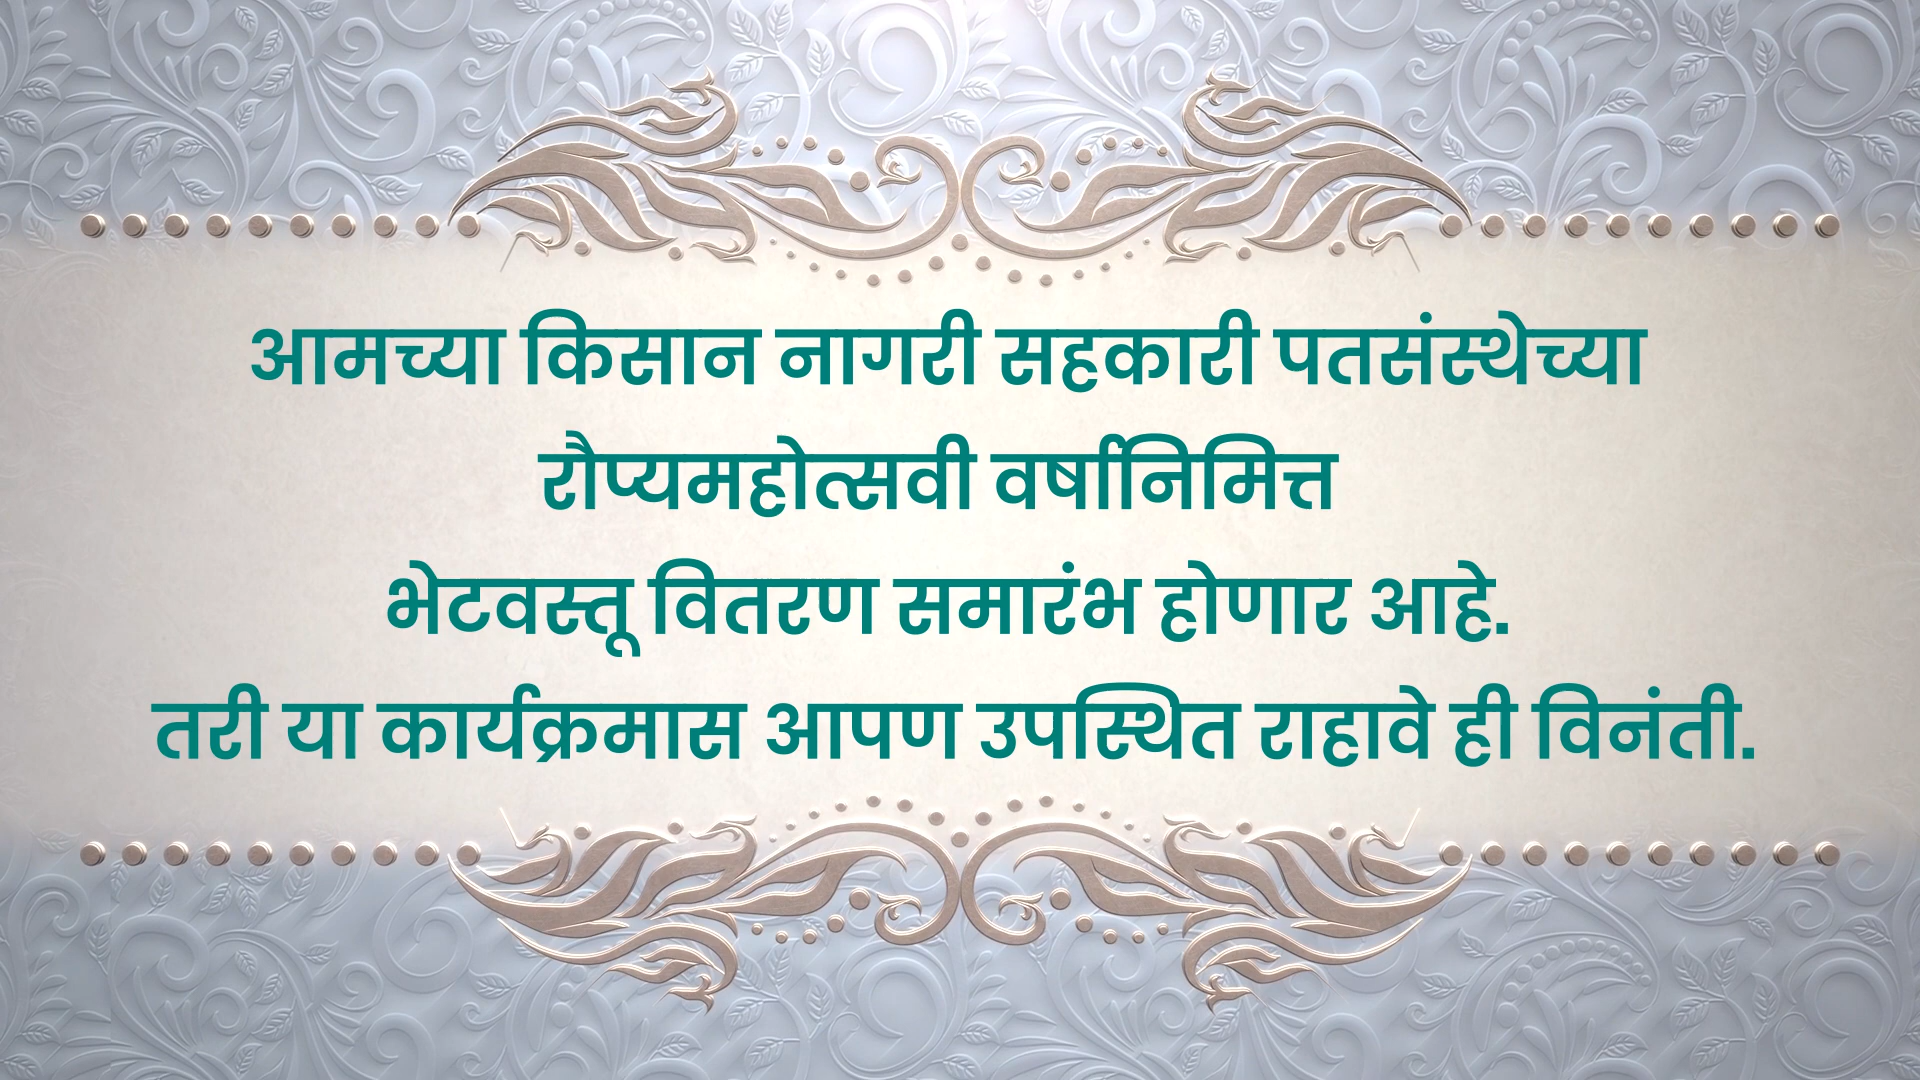 आमच्या किसान नागरी सहकारी पतसंस्थेच्या
रौप्यमहोत्सवी वर्षानिमित्त
भेटवस्तू वितरण समारंभ होणार आहे.
तरी या कार्यक्रमास आपण उपस्थित राहावे ही विनंती.